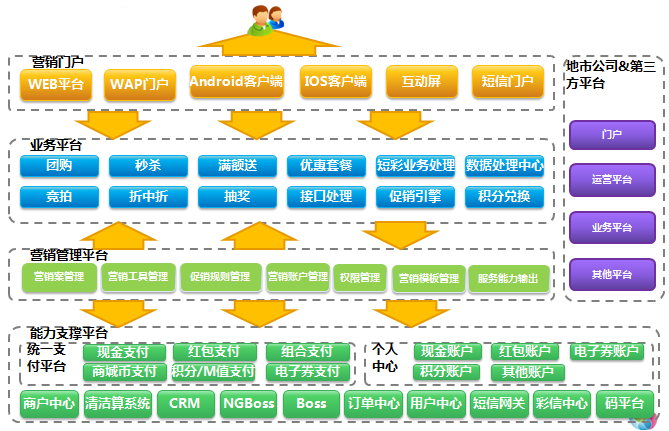 营销门户
WEB平台
WAP门户
Android客户端
IOS客户端
互动屏
短信门户
地市公司&第三
方平台
门户
运营平台
业务平台
其他平台
业务平台
团购
秒杀
满额送
优惠套餐
短彩业务处理
数据处理中心
竞拍
折中折
抽奖
接口处理
促销引擎
积分兑换
营销管理平台
营销案管理
营销工具管理
促销规则管理
营销账户管理
权限管理
营销模板管理
服务能力输出
能力支撑平台
统一支
付平台
现金支付
红包支付
组合支付
商城币支付
积分/M值支付
电子券支付
个人
中心
现金账户
红包账户
电子券账户
积分账户
其他账户
商户中心
清洁算系统
CRM
NGBoss
Boss
订单中心
用户中心
短信网关
彩信中心
码平台